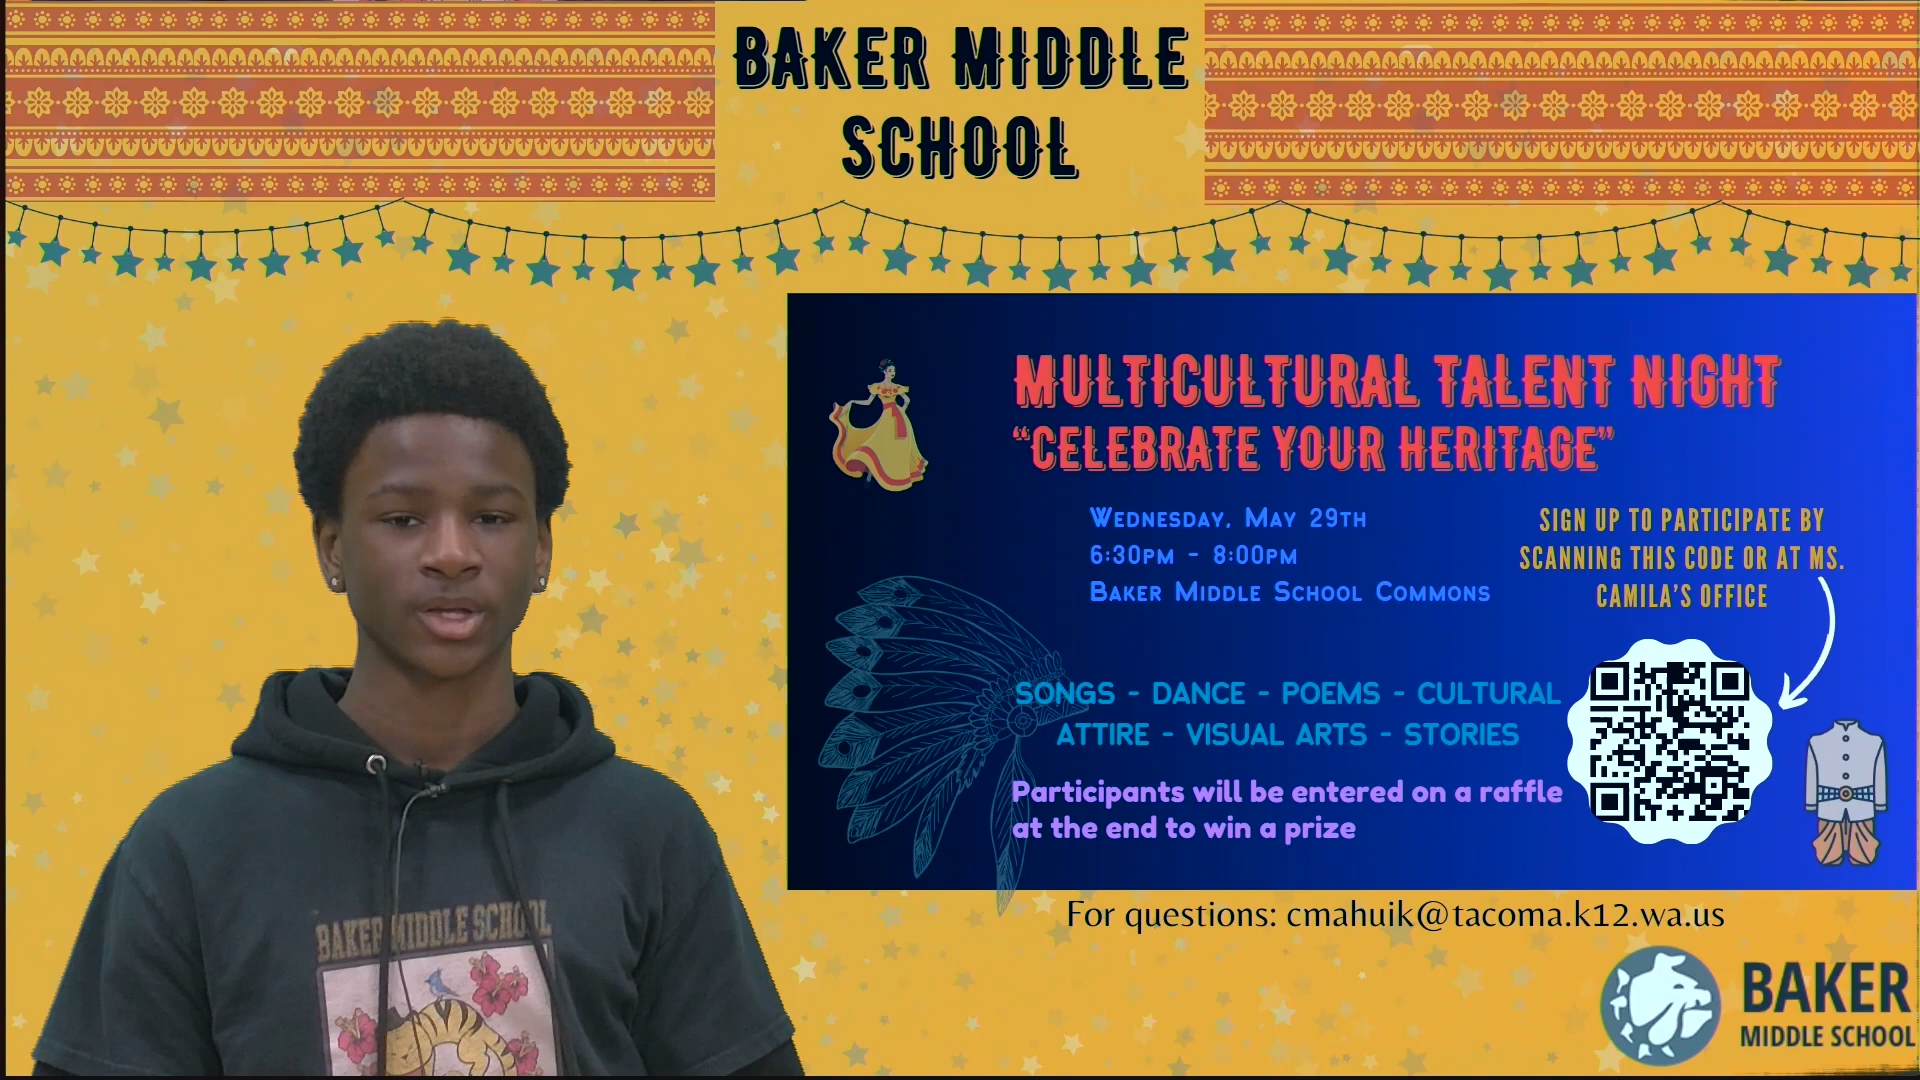 BAKER MIDDLE
SCHOOL
MULTICULTURAL TALENT NIGHT
“CELEBRATE YOUR HERITAGE”
Wednesday, May 29th
6:30pm - 8:00pm
Baker Middle School Commons
SIGN UP TO PARTICIPATE BY
SCANNING THIS CODE OR AT MS.
CAMILA’S OFFICE
SONGS - DANCE - POEMS - CULTURAL
ATTIRE - VISUAL ARTS - STORIES
Participants will be entered on a raffle
at the end to win a prize
For questions: cmahuik@tacoma.k12.wa.us
BAKER MIDDLE SCHOOL
BAKER
MIDDLE SCHOOL